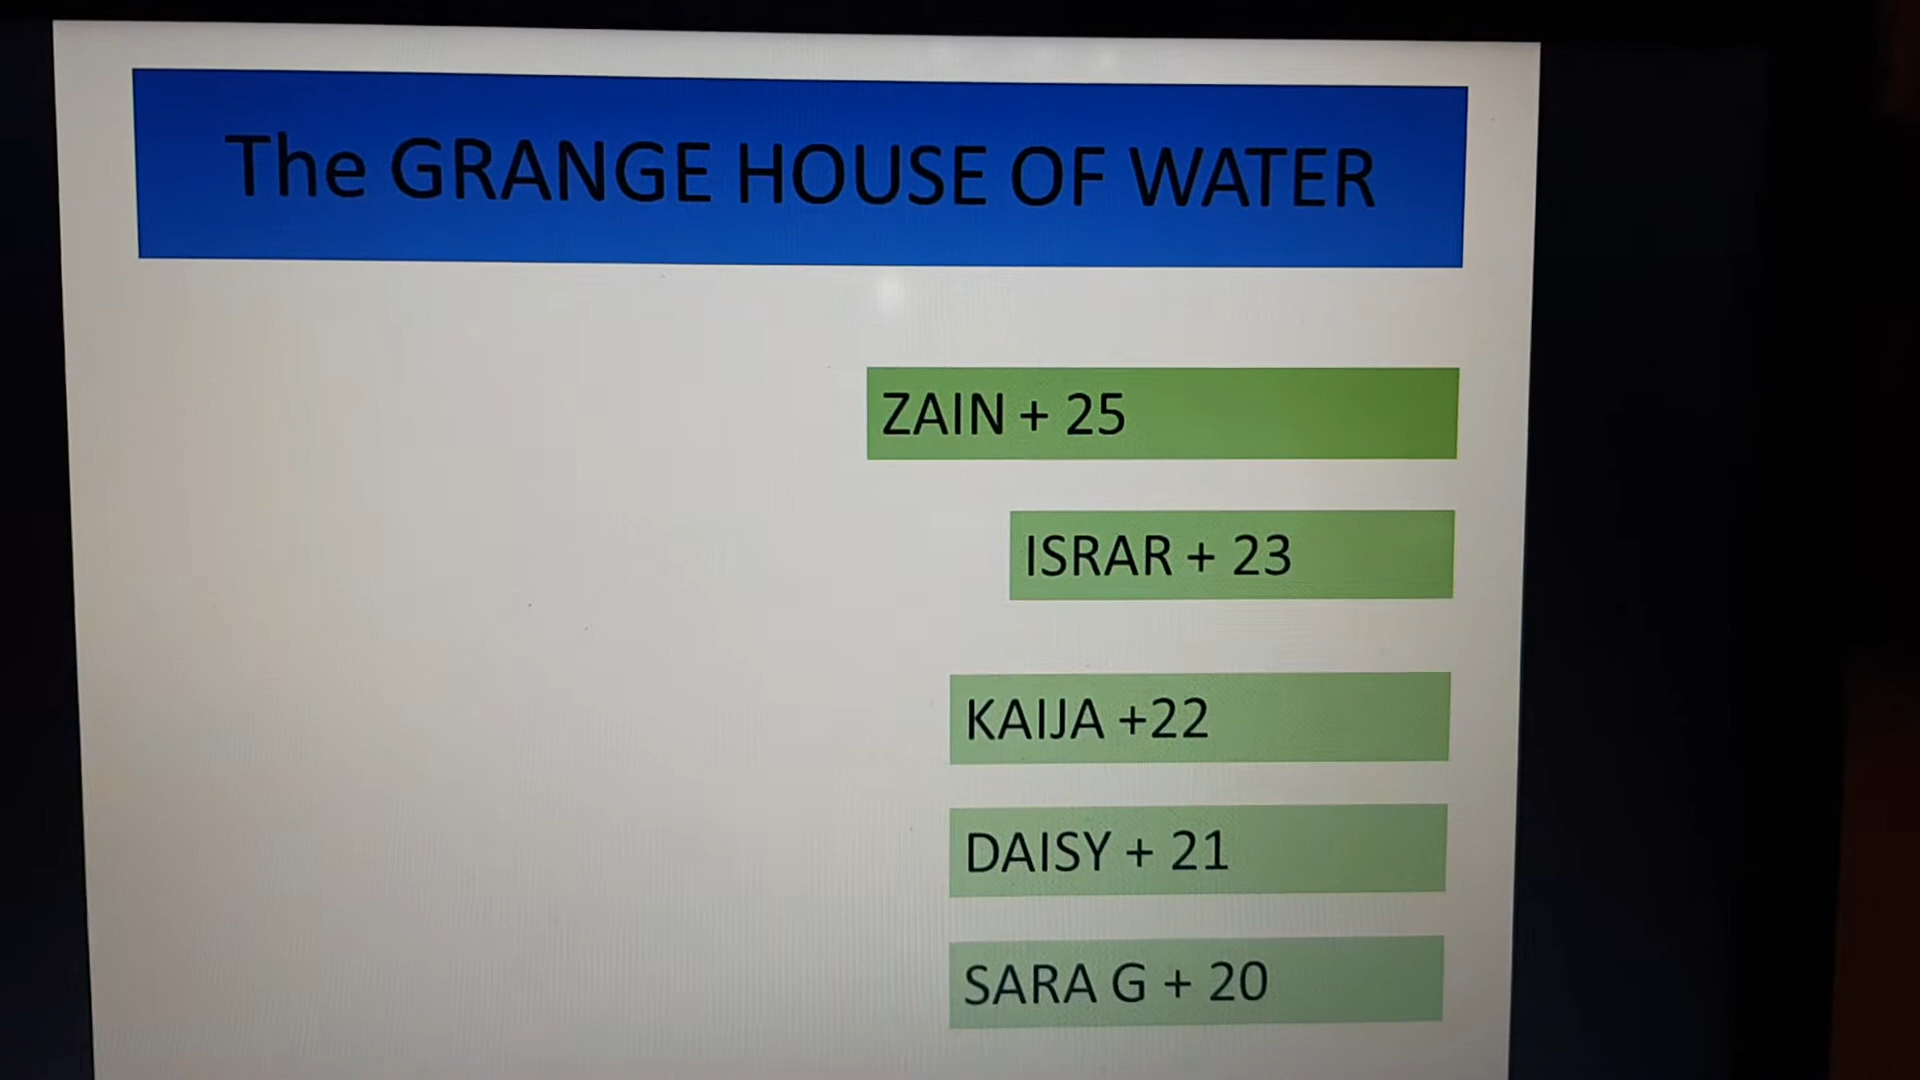 The GRANGE HOUSE OF WATER
ZAIN + 25
ISRAR + 23
KAIJA +22
DAISY + 21
SARA G + 20